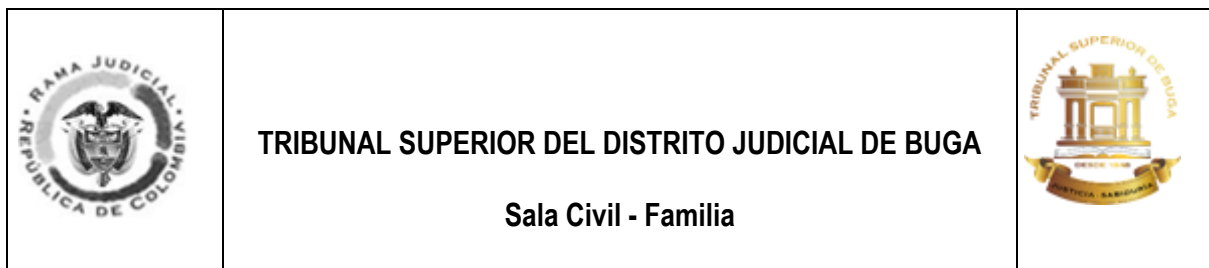 RAMA JUDICIAL
REPÚBLICA DE COLOMBIA
TRIBUNAL SUPERIOR DEL DISTRITO JUDICIAL DE BUGA
Sala Civil - Familia
TRIBUNAL SUPERIOR DE BUGA
JUSTICIA - SABIDURIA